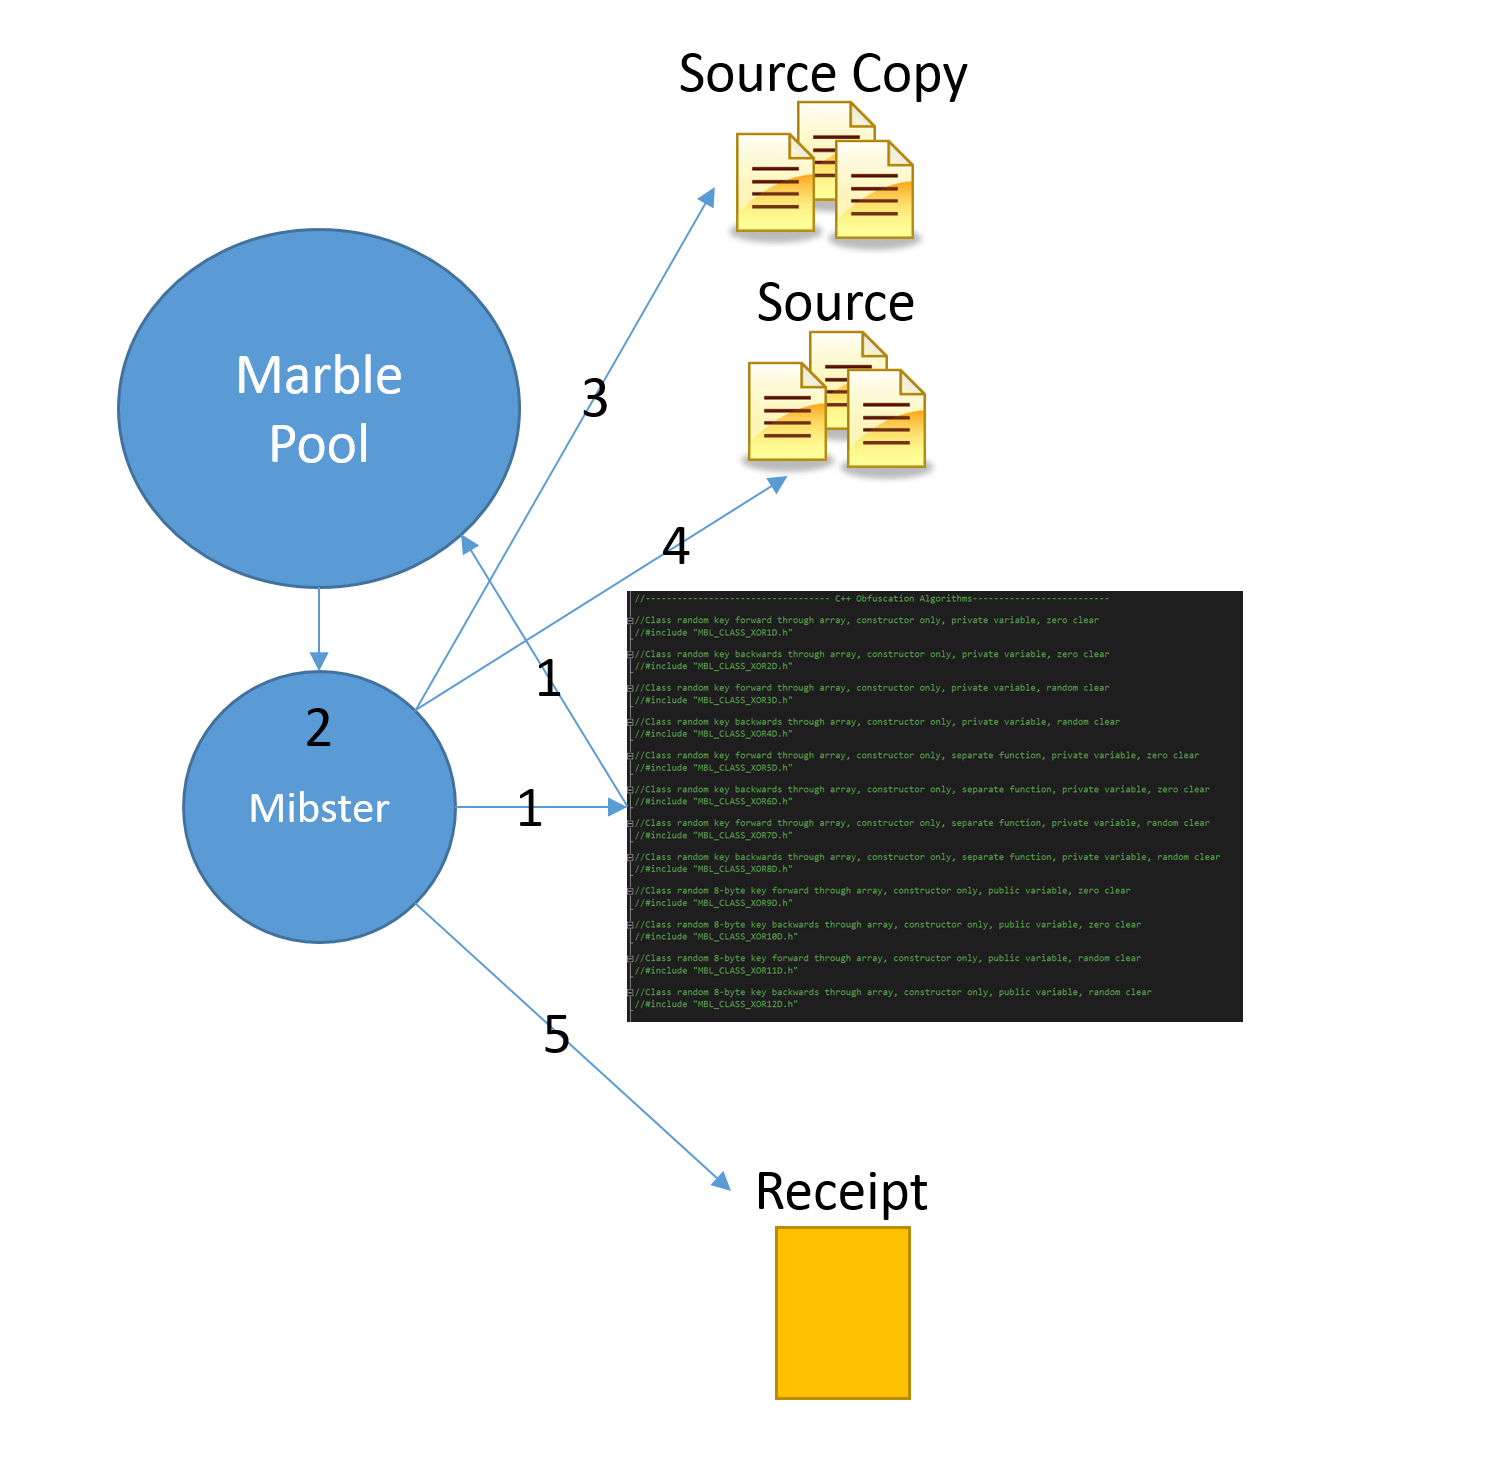 Source Copy
Source
Marble
Pool
3
4
1
2
Mibster
1
5
//----------------------------------- C++ Obfuscation Algorithms--------------------------
//Class random key forward through array, constructor only, private variable, zero clear
//#include "MBL_CLASS_XOR1D.h"
//Class random key backwards through array, constructor only, private variable, zero clear
//#include "MBL_CLASS_XOR2D.h"
//Class random key forward through array, constructor only, private variable, random clear
//#include "MBL_CLASS_XOR3D.h"
//Class random key backwards through array, constructor only, private variable, random clear
//#include "MBL_CLASS_XOR4D.h"
//Class random key forward through array, constructor only, separate function, private variable, zero clear
//#include "MBL_CLASS_XOR5D.h"
//Class random key backwards through array, constructor only, separate function, private variable, zero clear
//#include "MBL_CLASS_XOR6D.h"
//Class random key forward through array, constructor only, separate function, private variable, random clear
//#include "MBL_CLASS_XOR7D.h"
//Class random key backwards through array, constructor only, separate function, private variable, random clear
//#include "MBL_CLASS_XOR8D.h"
//Class random 8-byte key forward through array, constructor only, public variable, zero clear
//#include "MBL_CLASS_XOR9D.h"
//Class random 8-byte key backwards through array, constructor only, public variable, zero clear
//#include "MBL_CLASS_XOR10D.h"
//Class random 8-byte key forward through array, constructor only, public variable, random clear
//#include "MBL_CLASS_XOR11D.h"
//Class random 8-byte key backwards through array, constructor only, public variable, random clear
//#include "MBL_CLASS_XOR12D.h"
Receipt